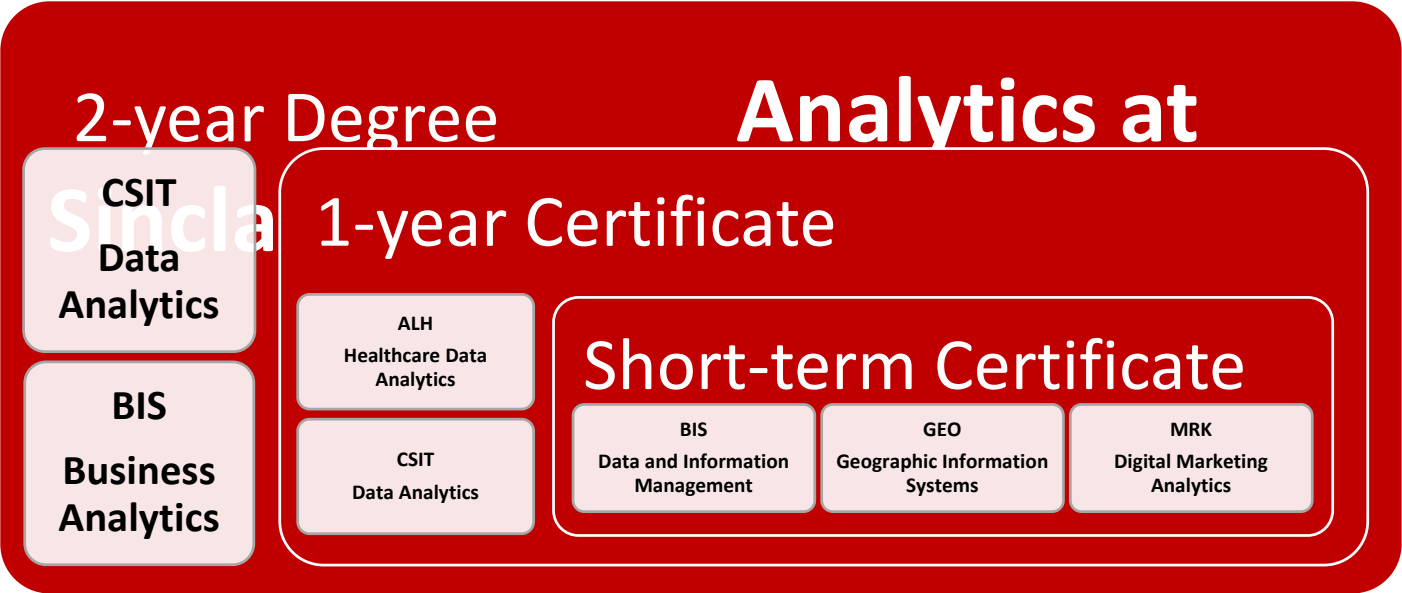 2-year Degree Analytics at
Sincla
CSIT
Data
Analytics
BIS
Business
Analytics
1-year Certificate
ALH
Healthcare Data
Analytics
CSIT
Data Analytics
Short-term Certificate
BIS
Data and Information
Management
GEO
Geographic Information
Systems
MRK
Digital Marketing
Analytics